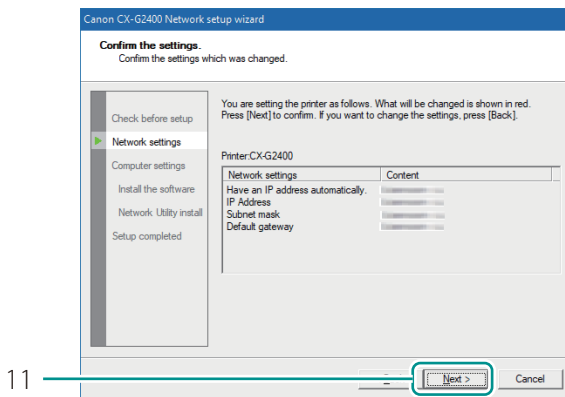 Canon CX-G2400 Network setup wizard
Confirm the settings.
Confirm the settings which was changed.
Check before setup
Network settings
Computer settings
Install the software
Network Utility install
Setup completed
You are setting the printer as follows. What will be changed is shown in red.
Press [Next] to confirm. If you want to change the settings, press [Back].
Printer:CX-G2400
Network settings Content
Have an IP address automatically.
IP Address
Subnet mask
Default gateway
11
Next > Cancel